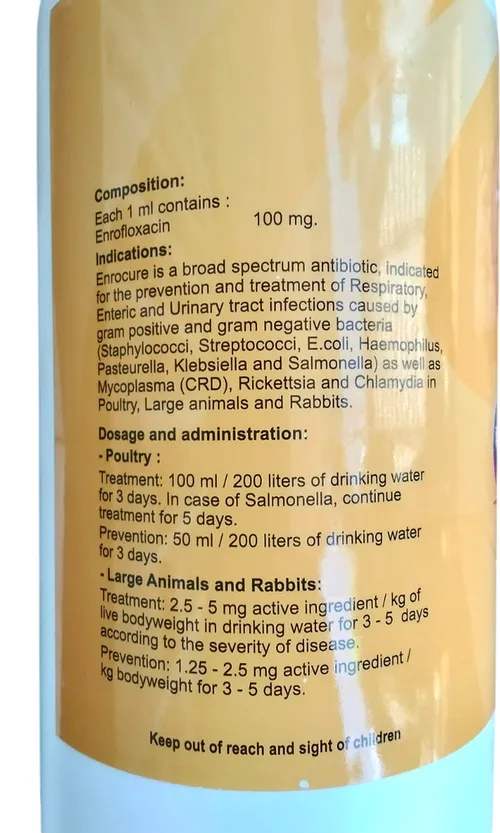 Composition:
Each 1 ml contains :
Enrofloxacin 100 mg.
Indications:
Enrocure is a broad spectrum antibiotic, indicated
for the prevention and treatment of Respiratory,
Enteric and Urinary tract infections caused by
gram positive and gram negative bacteria
(Staphylococci, Streptococci, E.coli, Haemophilus,
Pasteurella, Klebsiella and Salmonella) as well as
Mycoplasma (CRD), Rickettsia and Chlamydia in
Poultry, Large animals and Rabbits.
Dosage and administration:
- Poultry :
Treatment: 100 ml / 200 liters of drinking water
for 3 days. In case of Salmonella, continue
treatment for 5 days.
Prevention: 50 ml / 200 liters of drinking water
for 3 days.
- Large Animals and Rabbits:
Treatment: 2.5 - 5 mg active ingredient / kg of
live bodyweight in drinking water for 3 - 5 days
according to the severity of disease.
Prevention: 1.25 - 2.5 mg active ingredient /
kg bodyweight for 3 - 5 days.
Keep out of reach and sight of children